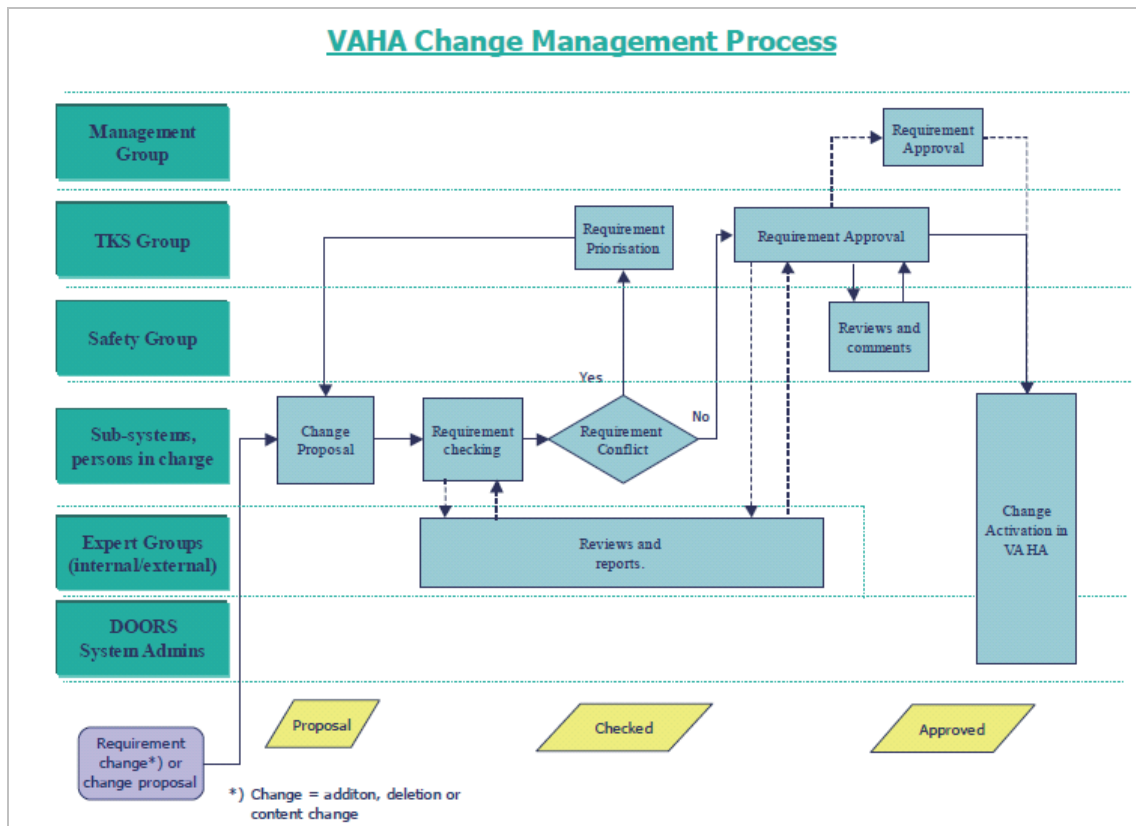 VAHA Change Management Process
Management
Group
Requirement
Approval
TKS Group
Requirement
Priorisation
Requirement Approval
Safety Group
Reviews and
comments
Yes
No
Sub-systems,
persons in charge
Change
Proposal
Requirement
checking
Requirement
Conflict
Change
Activation in
VAHA
Expert Groups
(internal/external)
Reviews and
reports.
DOORS
System Admins
Proposal
Checked
Approved
Requirement
change*) or
change proposal
*) Change = additon, deletion or
content change